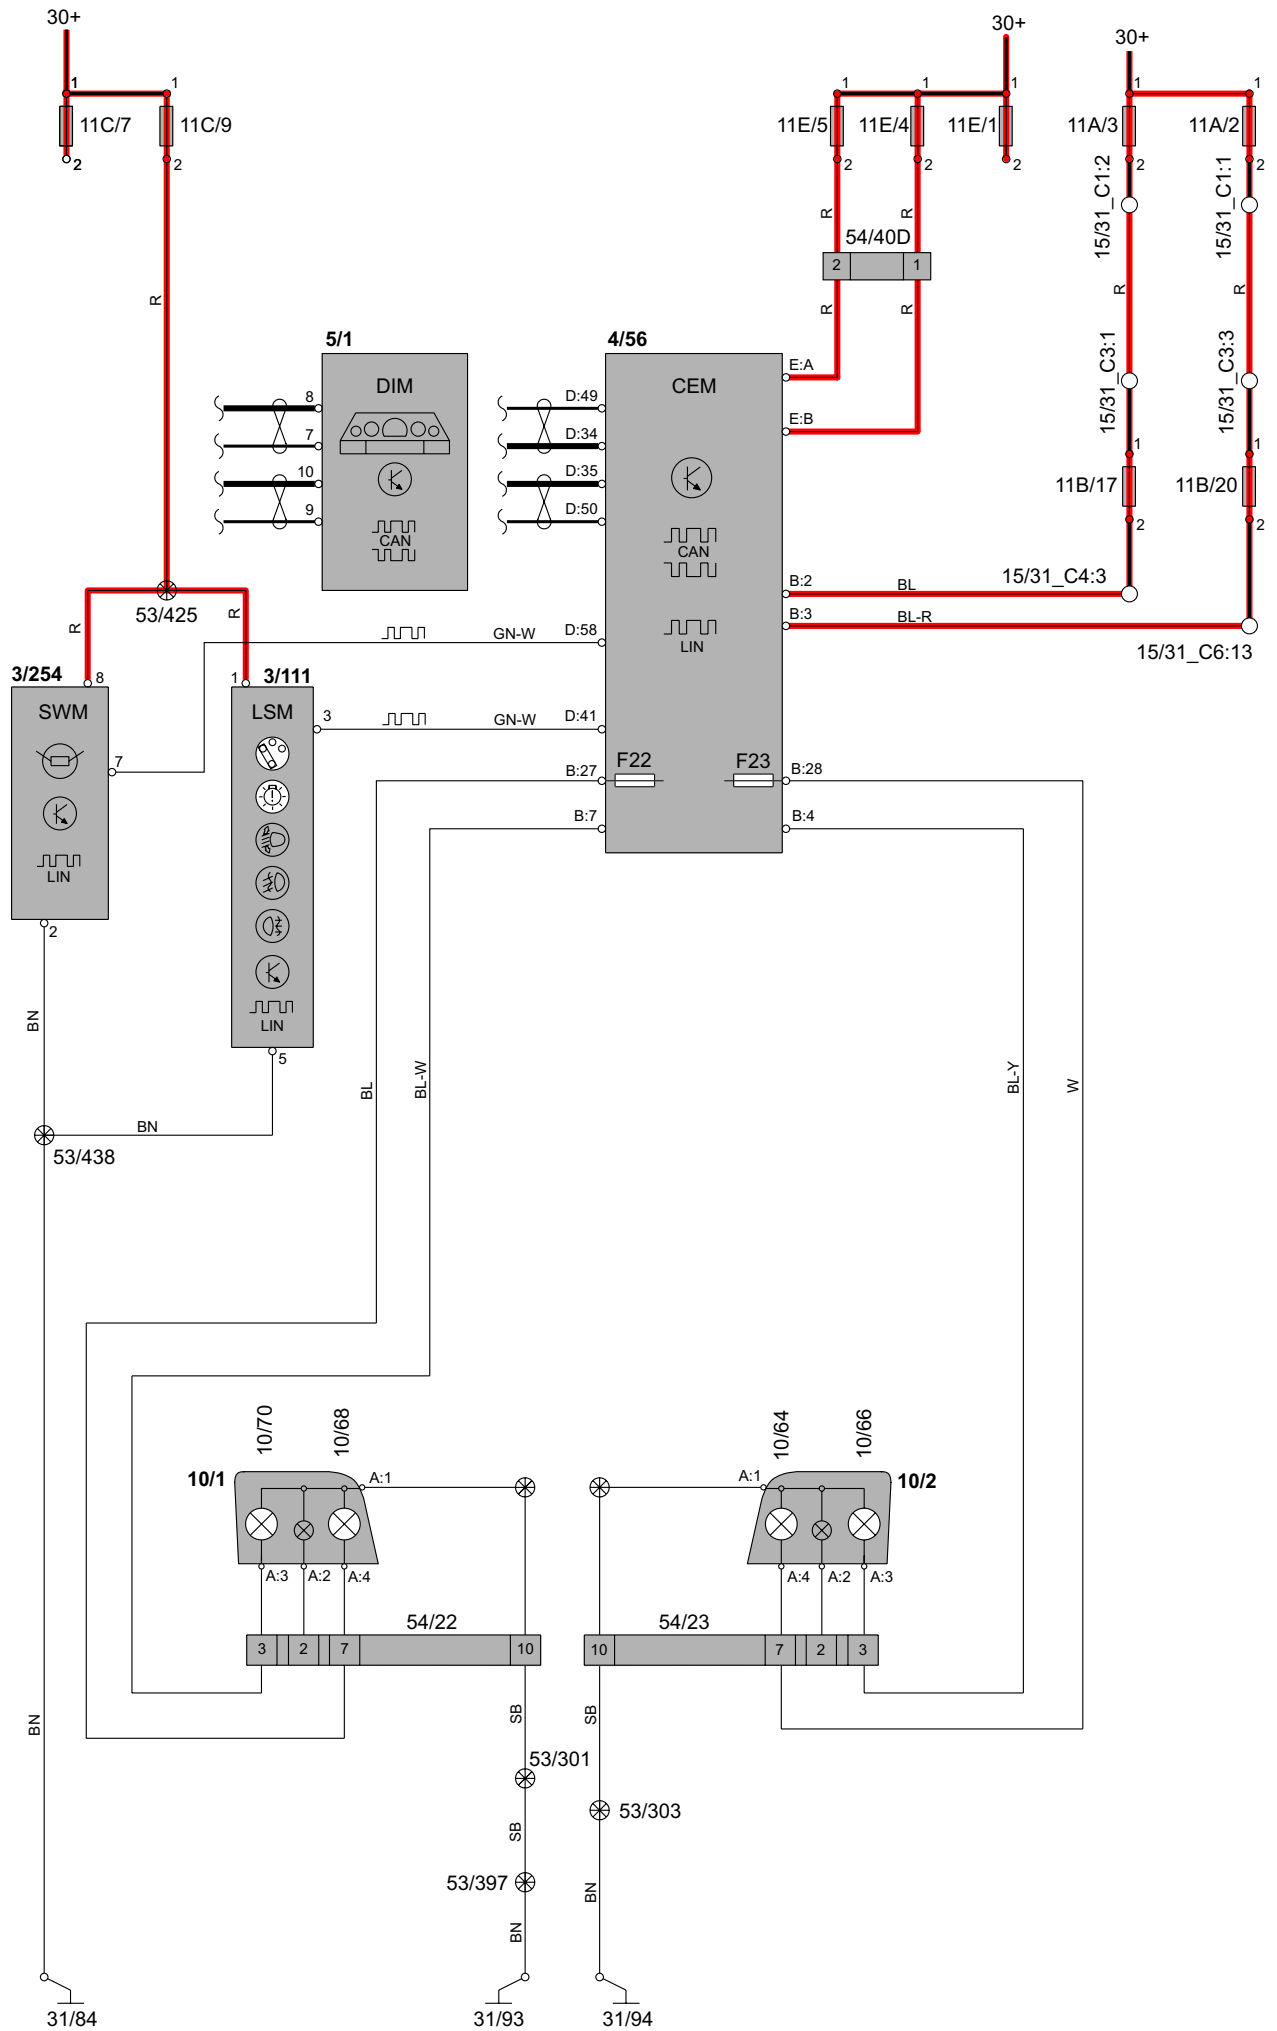 30+
30+
30+
1
1
1
1
1
1
1
11C/7
11C/9
11E/5
11E/4
11E/1
11A/3
11A/2
2
2
2
2
2
2
2
15/31_C1:2
15/31_C1:1
R
R
54/40D
2
1
R
R
R
R
R
15/31_C3:1
15/31_C3:3
5/1
4/56
DIM
CEM
E:A
E:B
8
7
10
9
D:49
D:34
D:35
D:50
CAN
CAN
1
1
11B/17
11B/20
2
2
53/425
R
R
B:2
BL
15/31_C4:3
B:3
BL-R
15/31_C6:13
LIN
GN-W
D:58
3/254
8
1
3/111
SWM
LSM
3
GN-W
D:41
7
B:27
F22
F23
B:28
B:7
B:4
LIN
2
LIN
5
BN
BN
53/438
BL
BL-W
BL-Y
W
10/70
10/68
10/64
10/66
10/1
A:1
A:1
10/2
A:3
A:2
A:4
A:4
A:2
A:3
54/22
54/23
3
2
7
10
10
7
2
3
BN
SB
SB
53/301
53/303
SB
53/397
BN
BN
31/84
31/93
31/94